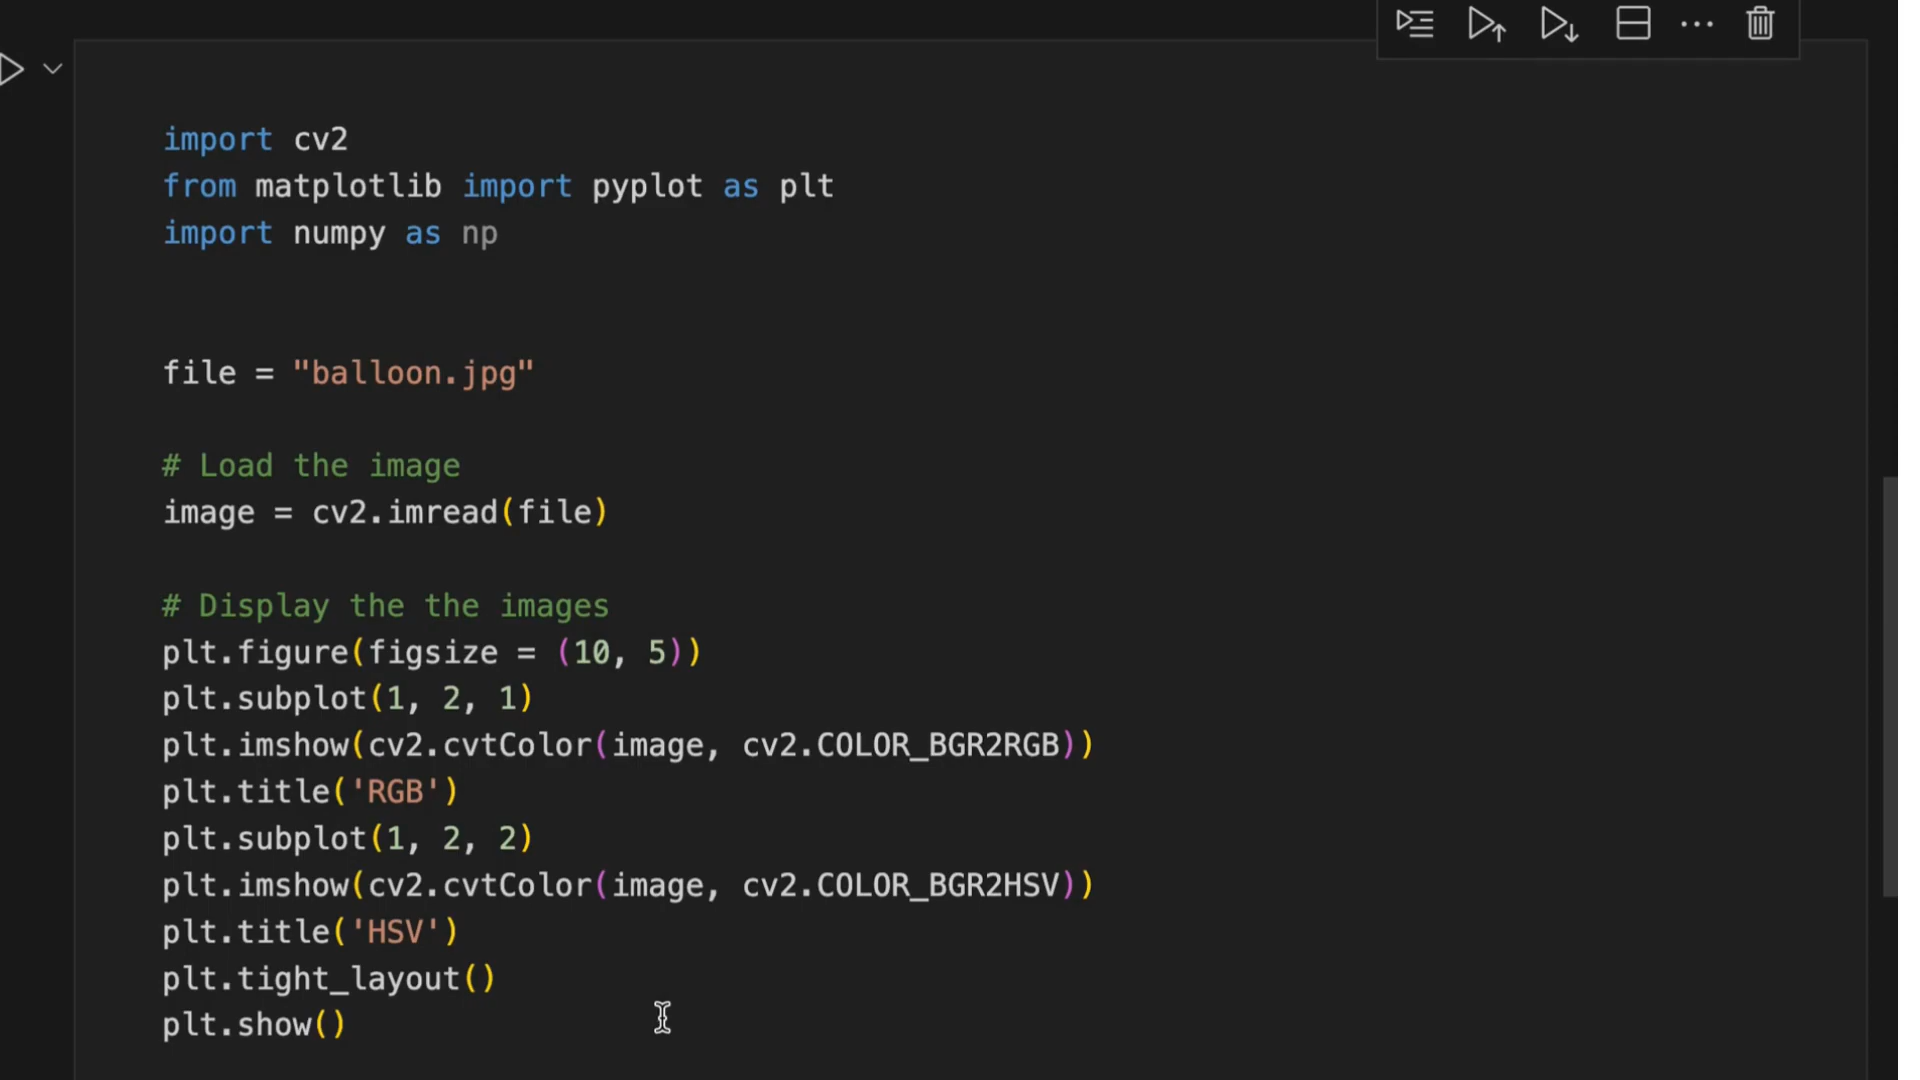 import cv2
from matplotlib import pyplot as plt
import numpy as np
file = "balloon.jpg"
# Load the image
image = cv2.imread(file)
# Display the the images
plt.figure(figsize = (10, 5))
plt.subplot(1, 2, 1)
plt.imshow(cv2.cvtColor(image, cv2.COLOR_BGR2RGB))
plt.title('RGB')
plt.subplot(1, 2, 2)
plt.imshow(cv2.cvtColor(image, cv2.COLOR_BGR2HSV))
plt.title('HSV')
plt.tight_layout()
plt.show()